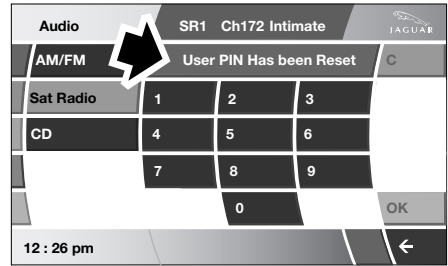 Audio SR1 Ch172 Intimate JAGUAR
AM/FM User PIN Has been Reset C
Sat Radio 1 2 3
CD 4 5 6
7 8 9
0 OK
12 : 26 pm